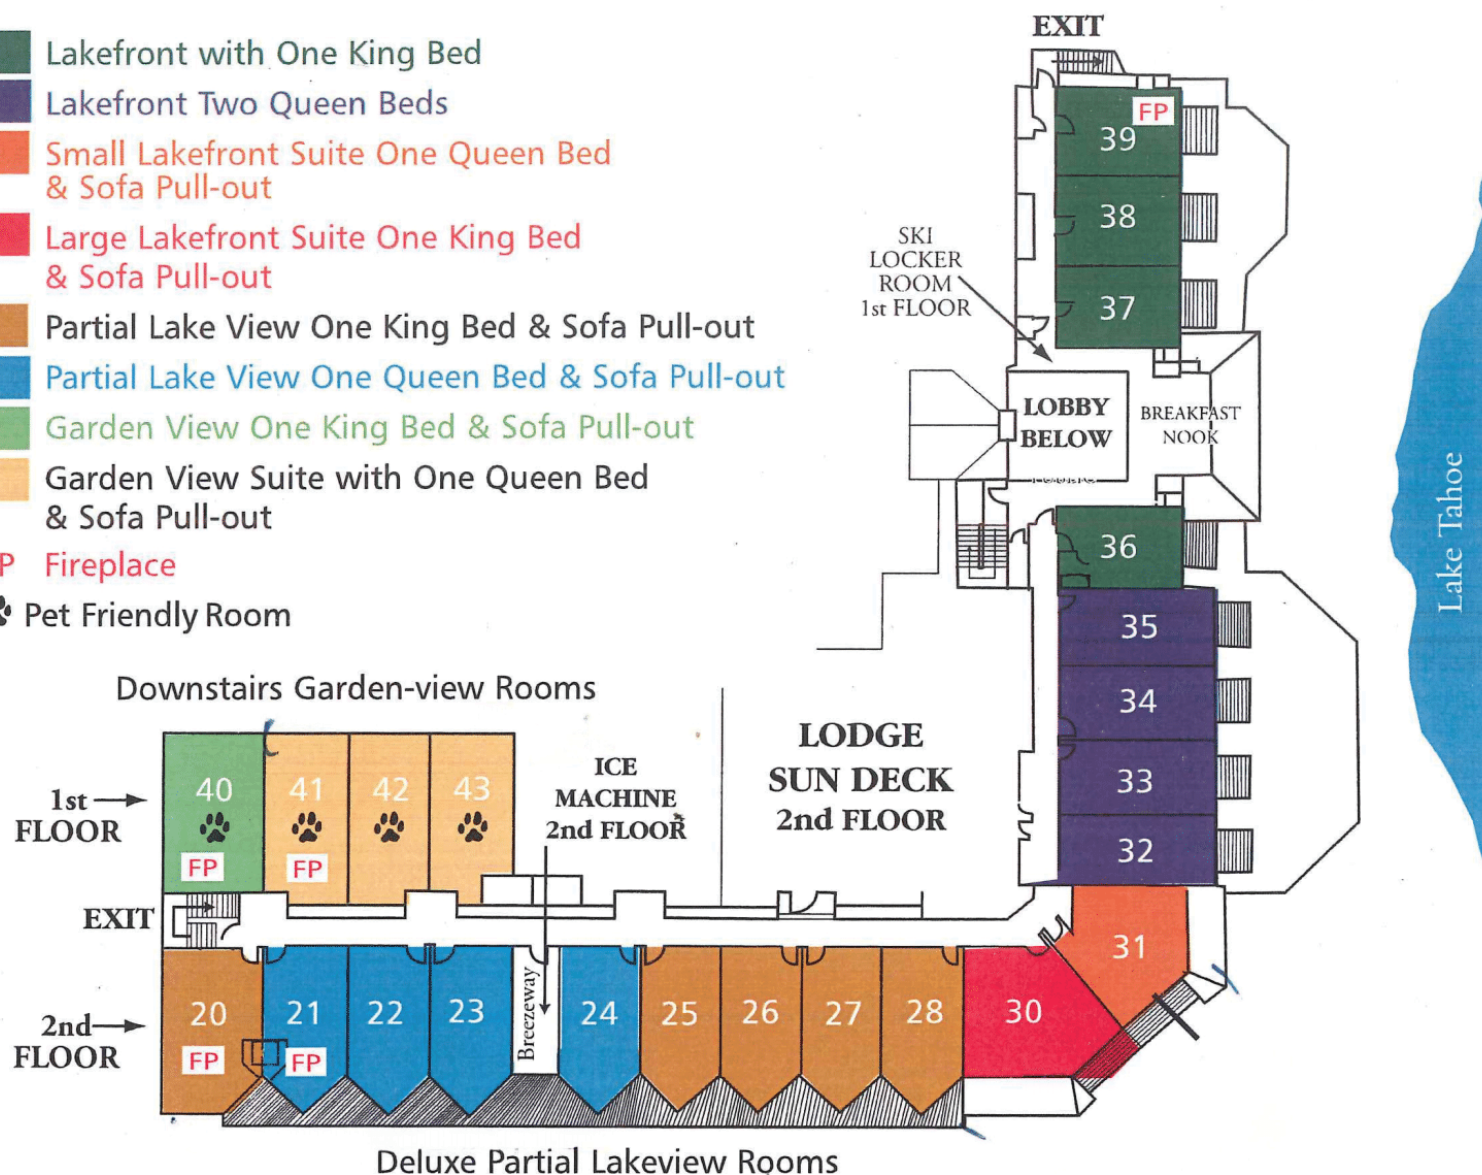 Lakefront with One King Bed
Lakefront Two Queen Beds
Small Lakefront Suite One Queen Bed
& Sofa Pull-out
Large Lakefront Suite One King Bed
& Sofa Pull-out
Partial Lake View One King Bed & Sofa Pull-out
Partial Lake View One Queen Bed & Sofa Pull-out
Garden View One King Bed & Sofa Pull-out
Garden View Suite with One Queen Bed
& Sofa Pull-out
P Fireplace
Pet Friendly Room
EXIT
FP
39
38
37
SKI
LOCKER
ROOM
1st FLOOR
LOBBY
BELOW
BREAKFAST
NOOK
36
35
34
33
32
31
30
Lake Tahoe
LODGE
SUN DECK
2nd FLOOR
Downstairs Garden-view Rooms
1st
FLOOR
40
41
42
43
FP
FP
ICE
MACHINE
2nd FLOOR
EXIT
2nd
FLOOR
20
21
22
23
Breezeway
24
25
26
27
28
FP
FP
Deluxe Partial Lakeview Rooms